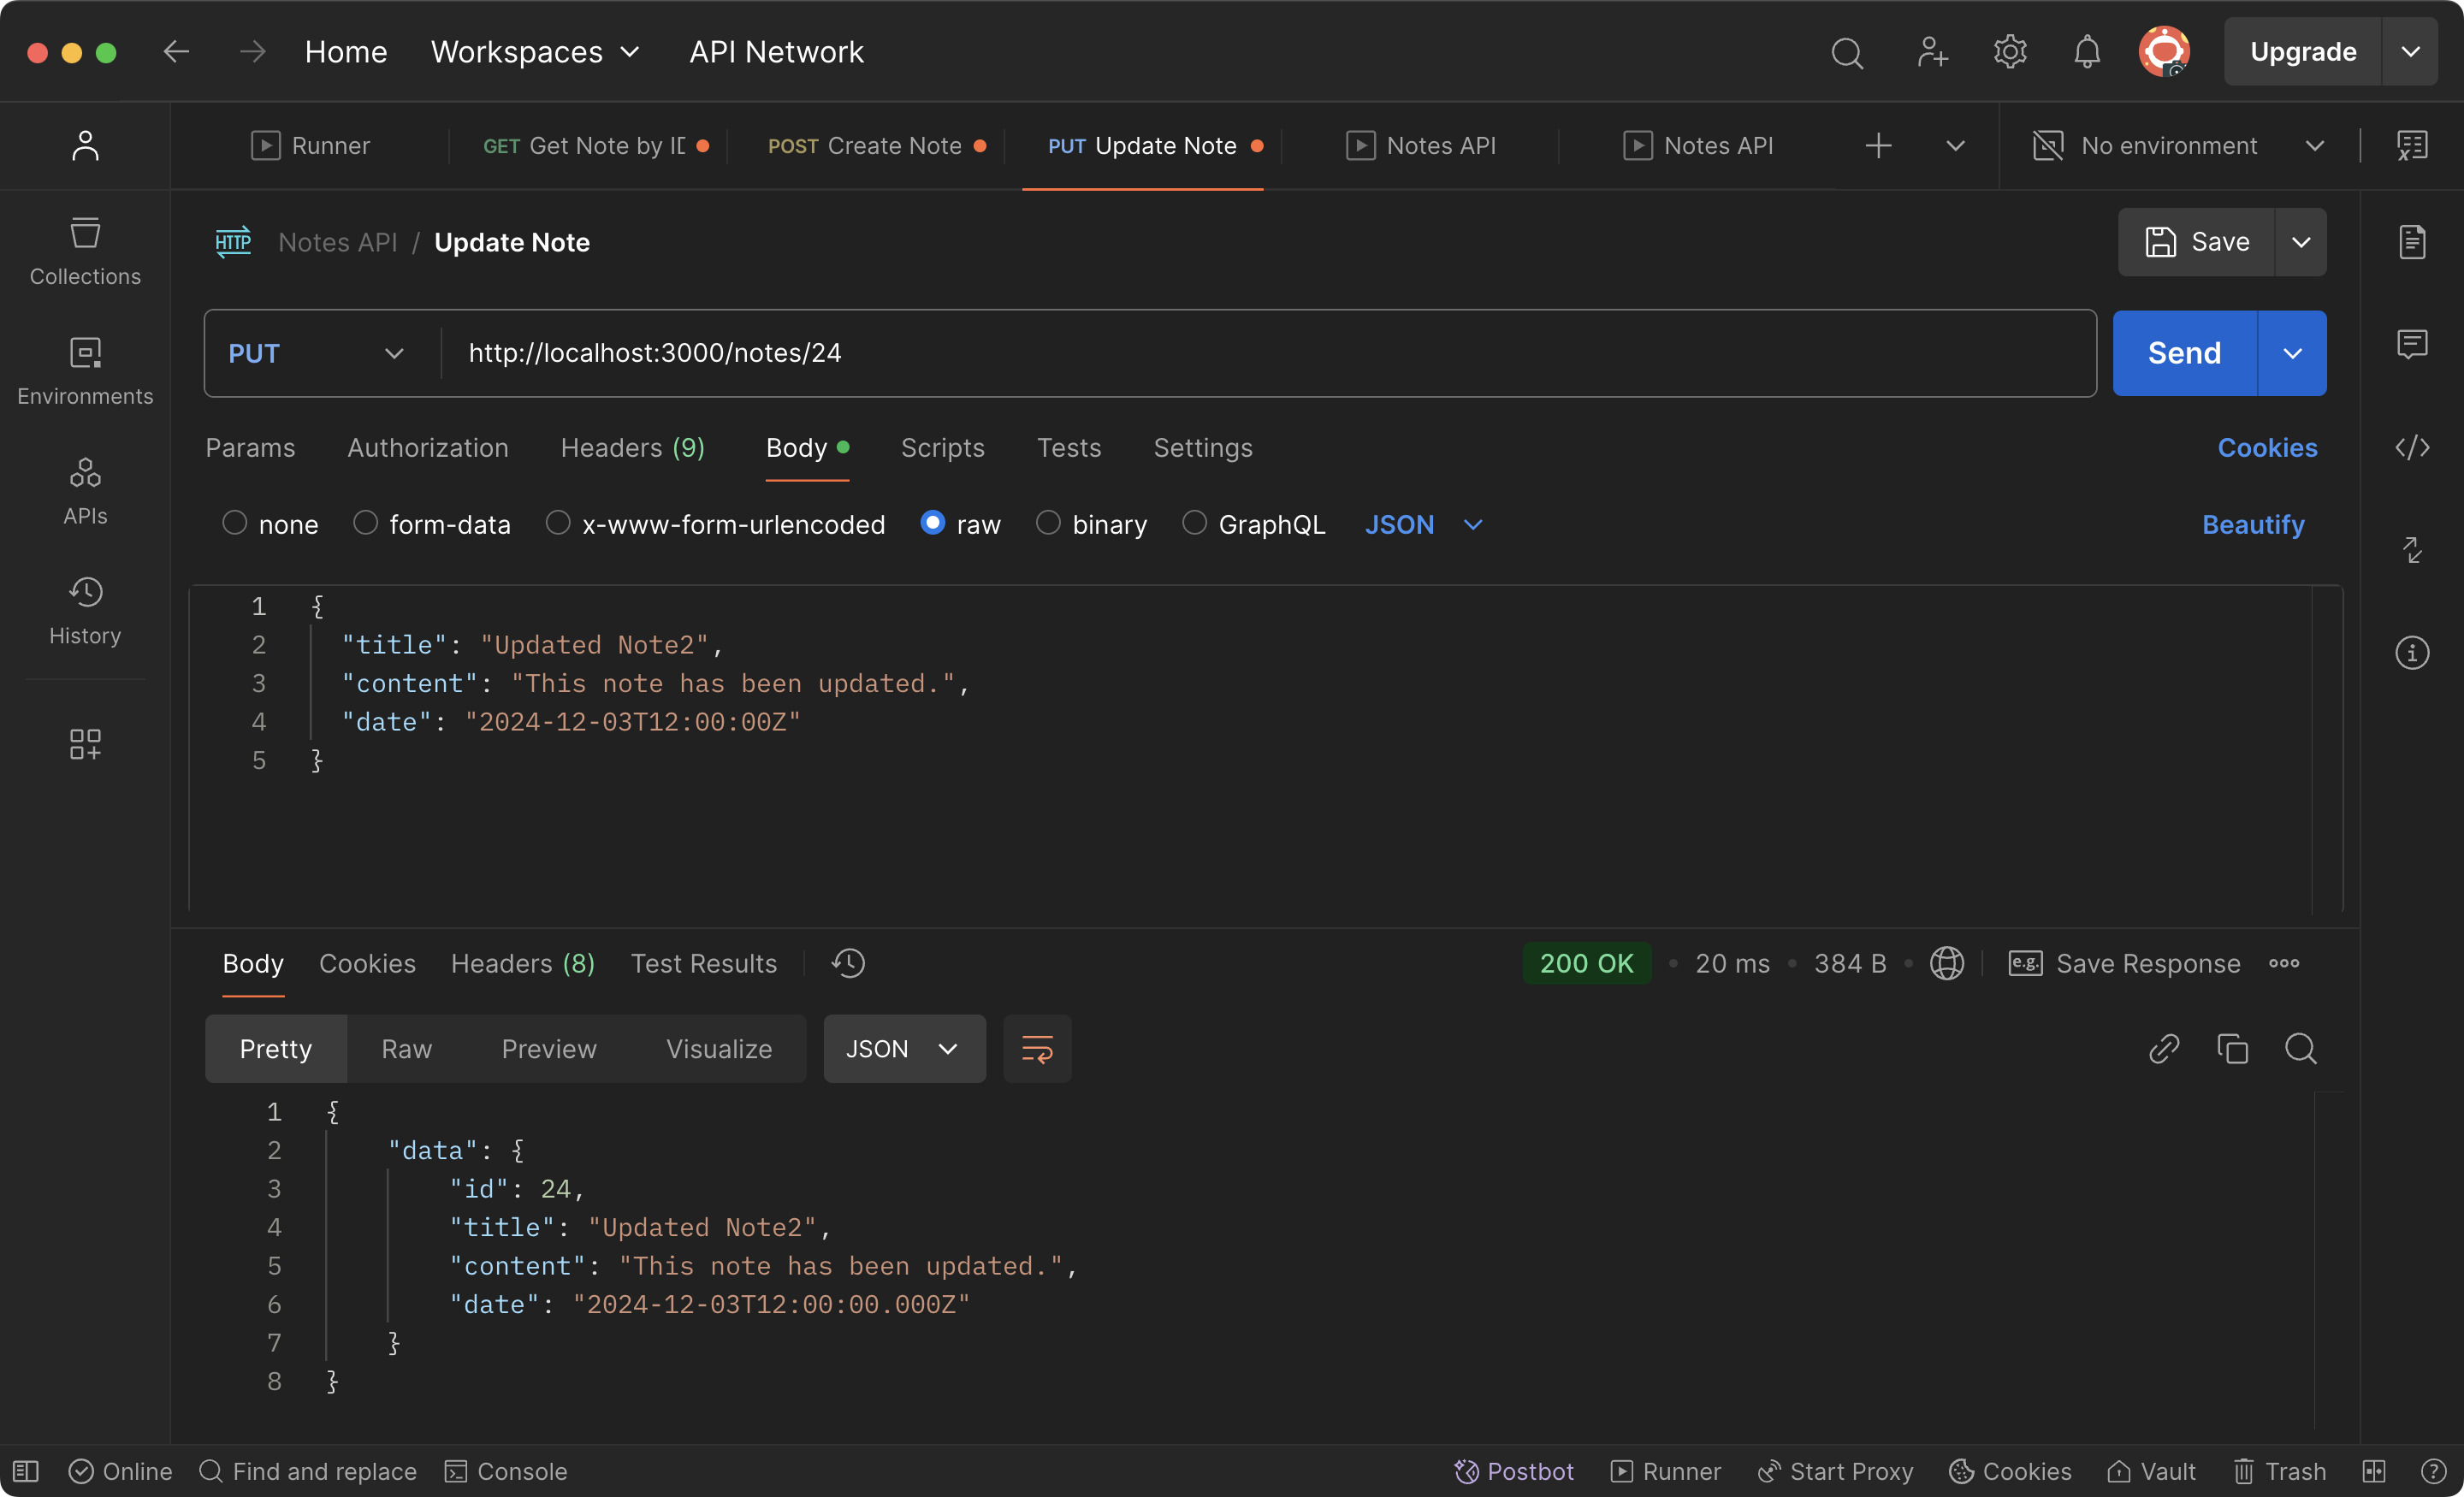 Home Workspaces API Network Upgrade
Runner GET Get Note by ID POST Create Note PUT Update Note Notes API Notes API No environment
HTTP Notes API / Update Note Save
Collections
PUT http://localhost:3000/notes/24 Send
Environments
Params Authorization Headers (9) Body Scripts Tests Settings Cookies
none form-data x-www-form-urlencoded raw binary GraphQL JSON Beautify
APIs
History
1 {
2 "title": "Updated Note2",
3 "content": "This note has been updated.",
4 "date": "2024-12-03T12:00:00Z"
5 }
Body Cookies Headers (8) Test Results 200 OK 20 ms 384 B e.g. Save Response
Pretty Raw Preview Visualize JSON
1 {
2 "data": {
3 "id": 24,
4 "title": "Updated Note2",
5 "content": "This note has been updated.",
6 "date": "2024-12-03T12:00:00.000Z"
7 }
8 }
Online Find and replace Console Postbot Runner Start Proxy Cookies Vault Trash